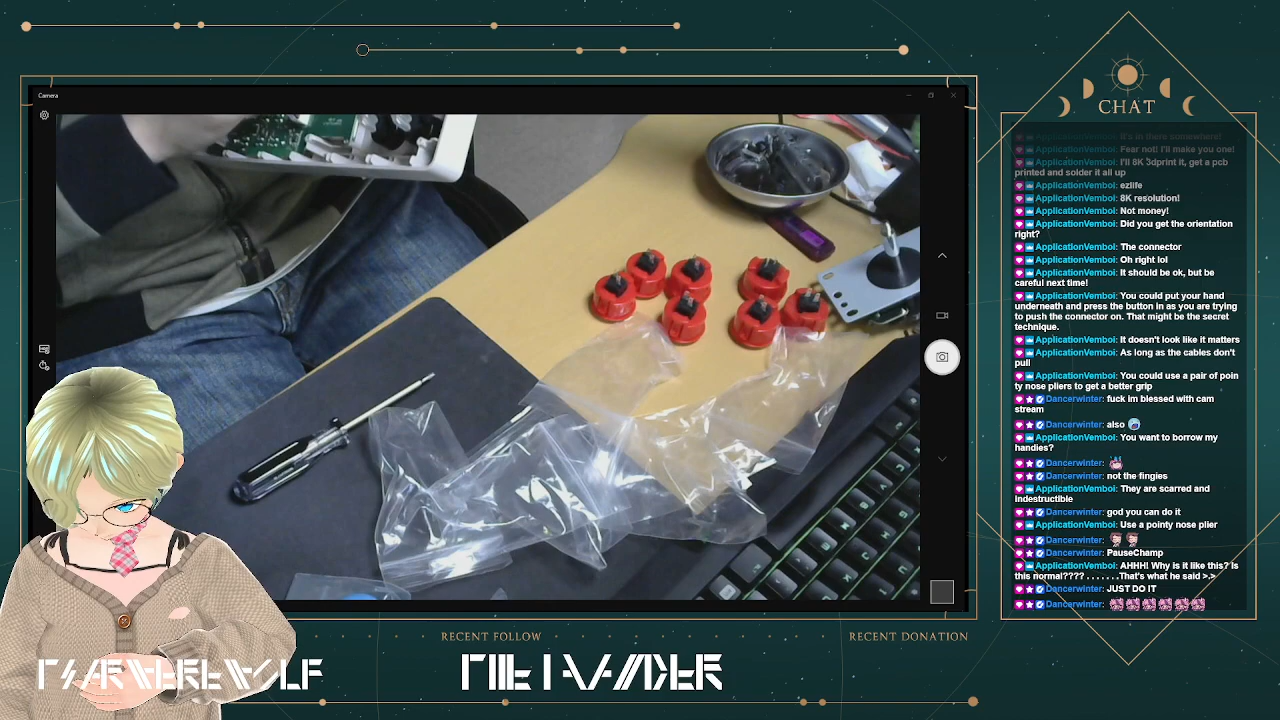 Camera
CHAT
It's in there somewhere!
ApplicationVemboi: Fear not! I'll make you one!
ApplicationVemboi: I'll 8K 3dprint it, get a pcb
printed and solder it all up
ApplicationVemboi: ezlife
ApplicationVemboi: 8K resolution!
ApplicationVemboi: Not money!
ApplicationVemboi: Did you get the orientation
right?
ApplicationVemboi: The connector
ApplicationVemboi: Oh right lol
ApplicationVemboi: It should be ok, but be
careful next time!
ApplicationVemboi: You could put your hand
underneath and press the button in as you are trying
to push the connector on. That might be the secret
technique.
ApplicationVemboi: It doesn't look like it matters
ApplicationVemboi: As long as the cables don't
pull
ApplicationVemboi: You could use a pair of poin
ty nose pliers to get a better grip
Dancerwinter: fuck im blessed with cam
stream
Dancerwinter: also
ApplicationVemboi: You want to borrow my
handies?
Dancerwinter:
Dancerwinter: not the fingies
ApplicationVemboi: They are scarred and
indestructible
Dancerwinter: god you can do it
ApplicationVemboi: Use a pointy nose plier
Dancerwinter:
Dancerwinter: PauseChamp
ApplicationVemboi: AHHH! Why is it like this? Is
this normal???? . . . . . . .That's what he said >.>
Dancerwinter: JUST DO IT
Dancerwinter:
RECENT FOLLOW
RECENT DONATION